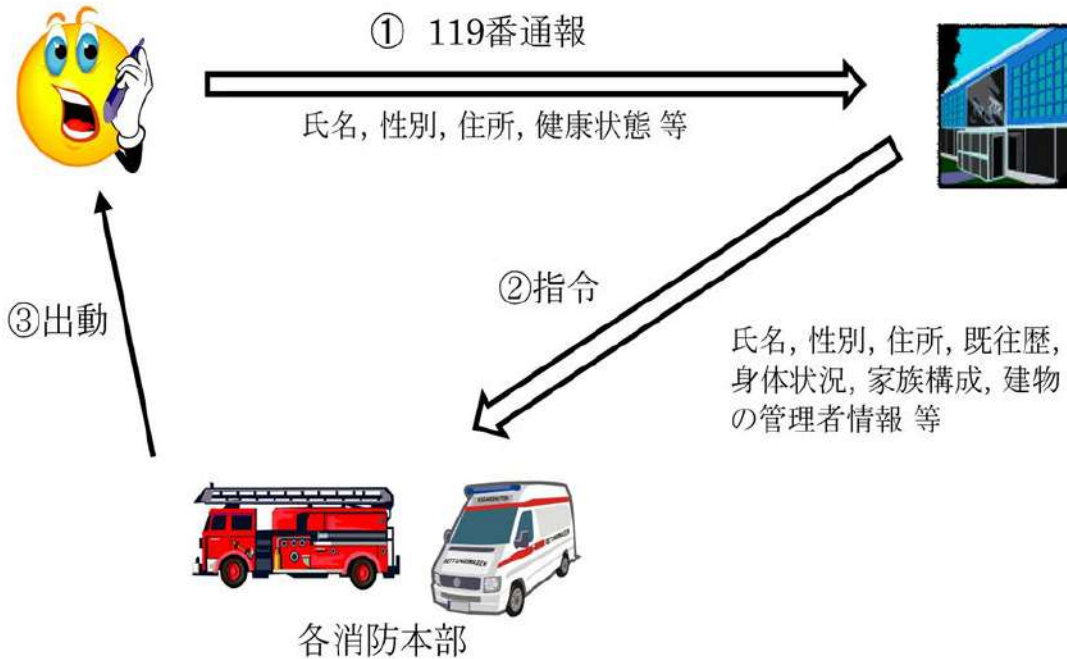 ① 119番通報
氏名, 性別, 住所, 健康状態 等
②指令
③出動
氏名, 性別, 住所, 既往歴,
身体状況, 家族構成, 建物
の管理者情報 等
RETTUNGSWAGEN
各消防本部